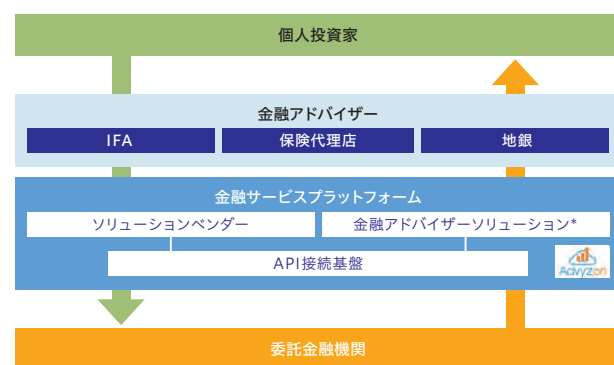 個人投資家
金融アドバイザー
IFA
保険代理店
地銀
金融サービスプラットフォーム
ソリューションベンダー
金融アドバイザーソリューション*
API接続基盤
Advyzon
委託金融機関